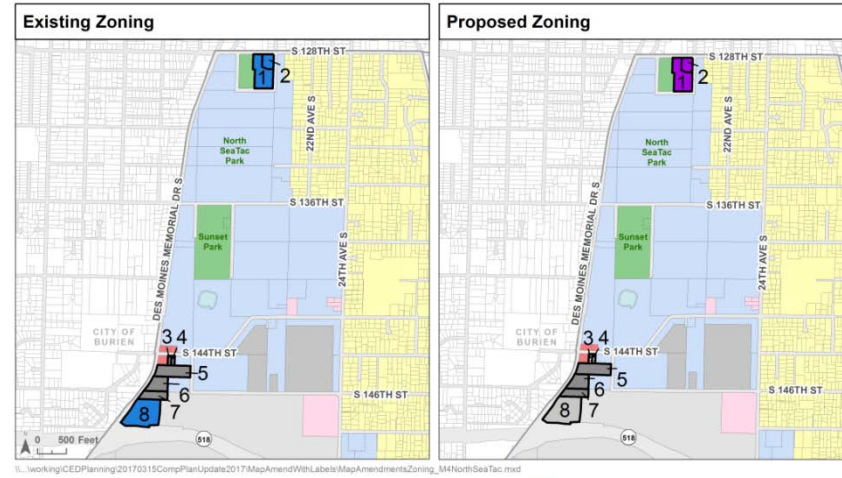 Existing Zoning
S 128TH ST
1
2
North
SeaTac
Park
22ND AVE S
DES MOINES MEMORIAL DR S
S 136TH ST
Sunset
Park
24TH AVE S
CITY OF
BURIEN
3 4
S 144TH ST
5
6
S 146TH ST
7
8
518
N
0 500 Feet
Proposed Zoning
S 128TH ST
1
2
North
SeaTac
Park
22ND AVE S
DES MOINES MEMORIAL DR S
S 136TH ST
Sunset
Park
24TH AVE S
CITY OF
BURIEN
3 4
S 144TH ST
5
6
S 146TH ST
7
8
518
\\...\working\CEDPlanning\20170315CompPlanUpdate2017\MapAmendWithLabels\MapAmendmentsZoning_M4NorthSeaTac.mxd